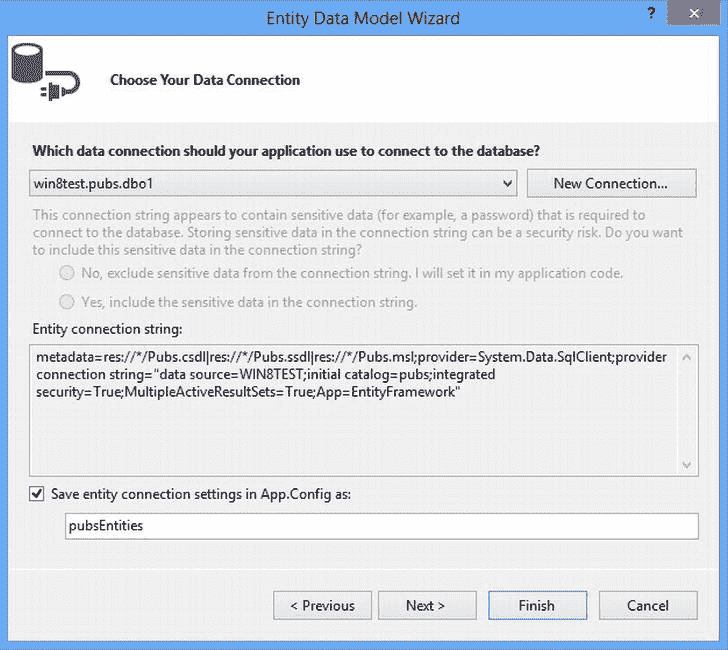 Entity Data Model Wizard
?
Choose Your Data Connection
Which data connection should your application use to connect to the database?
win8test.pubs.dbo1
New Connection...
This connection string appears to contain sensitive data (for example, a password) that is required to
connect to the database. Storing sensitive data in the connection string can be a security risk. Do you want
to include this sensitive data in the connection string?
No, exclude sensitive data from the connection string. I will set it in my application code.
Yes, include the sensitive data in the connection string.
Entity connection string:
metadata=res://*/Pubs.csdl|res://*/Pubs.ssdl|res://*/Pubs.msl;provider=System.Data.SqlClient;provider
connection string="data source=WIN8TEST;initial catalog=pubs;integrated
security=True;MultipleActiveResultSets=True;App=EntityFramework"
Save entity connection settings in App.Config as:
pubsEntities
< Previous
Next >
Finish
Cancel